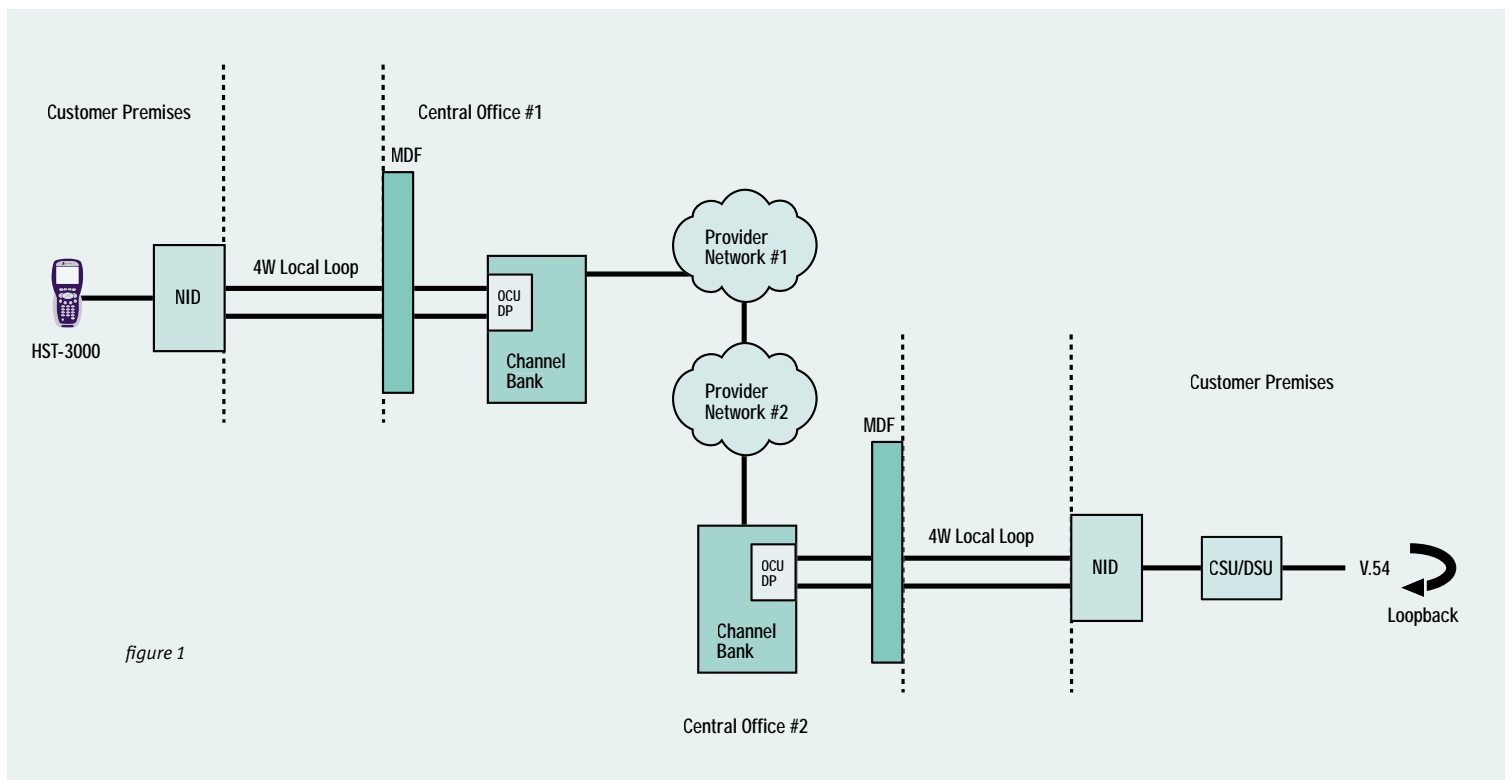 Customer Premises
Central Office #1
MDF
NID
4W Local Loop
OCU
DP
Channel
Bank
HST-3000
Provider
Network #1
Provider
Network #2
Customer Premises
MDF
4W Local Loop
OCU
DP
Channel
Bank
NID
CSU/DSU
V.54
Loopback
figure 1
Central Office #2